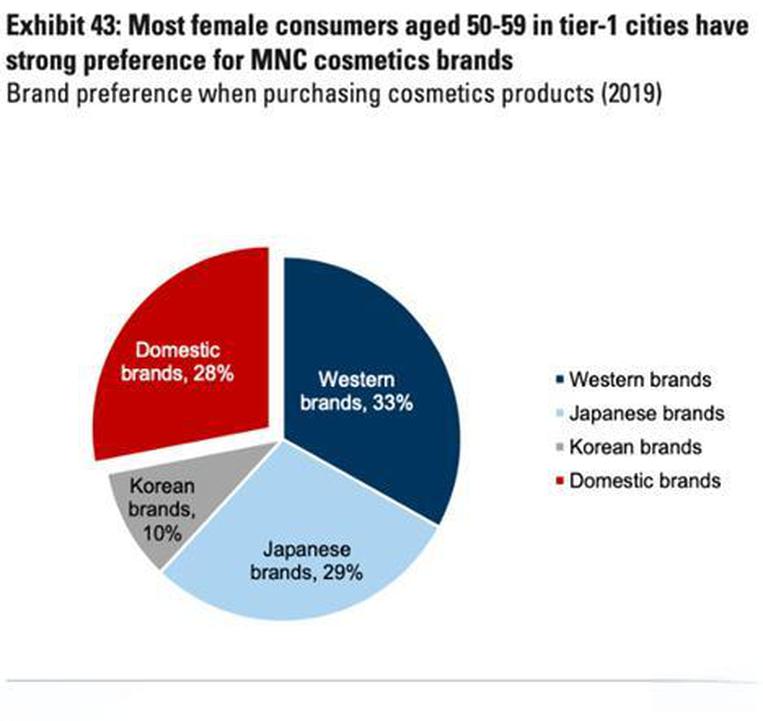 Exhibit 43: Most female consumers aged 50-59 in tier-1 cities have
strong preference for MNC cosmetics brands
Brand preference when purchasing cosmetics products (2019)
Domestic
brands, 28%
Western
brands, 33%
Korean
brands,
10%
Japanese
brands, 29%
Western brands
Japanese brands
Korean brands
Domestic brands